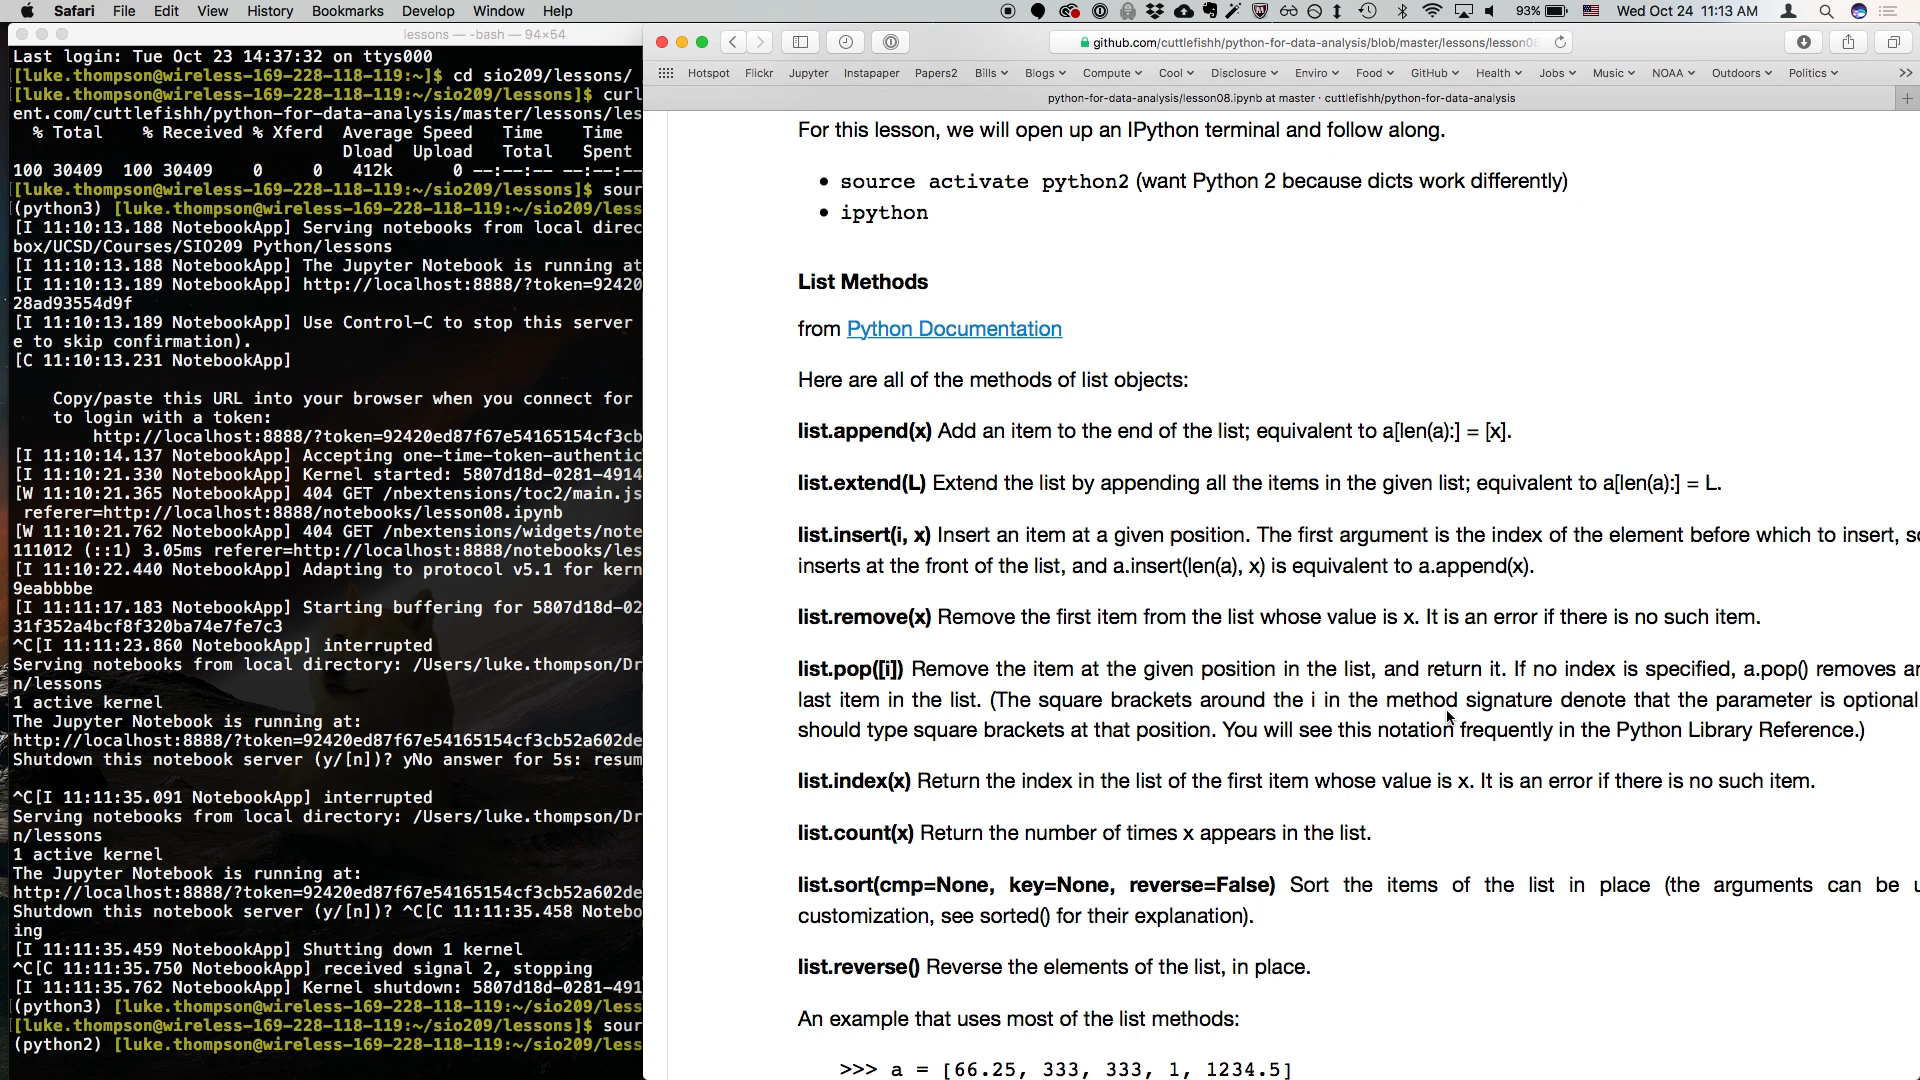 Safari File Edit View History Bookmarks Develop Window Help 93% Wed Oct 24 11:13 AM
lessons — -bash — 94×54
Last login: Tue Oct 23 14:37:32 on ttys000
[luke.thompson@wireless-169-228-118-119:~]$ cd sio209/lessons/
[luke.thompson@wireless-169-228-118-119:~/sio209/lessons]$ curl
ent.com/cuttlefishh/python-for-data-analysis/master/lessons/les
% Total % Received % Xferd Average Speed Time Time
Dload Upload Total Spent
100 30409 100 30409 0 0 412k 0 --:--:-- --:--:--
[luke.thompson@wireless-169-228-118-119:~/sio209/lessons]$ sour
(python3) [luke.thompson@wireless-169-228-118-119:~/sio209/less
[I 11:10:13.188 NotebookApp] Serving notebooks from local direc
box/UCSD/Courses/SIO209 Python/lessons
[I 11:10:13.188 NotebookApp] The Jupyter Notebook is running at
[I 11:10:13.189 NotebookApp] http://localhost:8888/?token=92420
28ad93554d9f
[I 11:10:13.189 NotebookApp] Use Control-C to stop this server
e to skip confirmation).
[C 11:10:13.231 NotebookApp]
Copy/paste this URL into your browser when you connect for
to login with a token:
http://localhost:8888/?token=92420ed87f67e54165154cf3cb
[I 11:10:14.137 NotebookApp] Accepting one-time-token-authentic
[I 11:10:21.330 NotebookApp] Kernel started: 5807d18d-0281-4914
[W 11:10:21.365 NotebookApp] 404 GET /nbextensions/toc2/main.js
referer=http://localhost:8888/notebooks/lesson08.ipynb
[W 11:10:21.762 NotebookApp] 404 GET /nbextensions/widgets/note
111012 (::1) 3.05ms referer=http://localhost:8888/notebooks/les
[I 11:10:22.440 NotebookApp] Adapting to protocol v5.1 for kern
9eabbbbe
[I 11:11:17.183 NotebookApp] Starting buffering for 5807d18d-02
31f352a4bcf8f320ba74e7fe7c3
^C[I 11:11:23.860 NotebookApp] interrupted
Serving notebooks from local directory: /Users/luke.thompson/Dr
n/lessons
1 active kernel
The Jupyter Notebook is running at:
http://localhost:8888/?token=92420ed87f67e54165154cf3cb52a602de
Shutdown this notebook server (y/[n])? yNo answer for 5s: resum
^C[I 11:11:35.091 NotebookApp] interrupted
Serving notebooks from local directory: /Users/luke.thompson/Dr
n/lessons
1 active kernel
The Jupyter Notebook is running at:
http://localhost:8888/?token=92420ed87f67e54165154cf3cb52a602de
Shutdown this notebook server (y/[n])? ^C[C 11:11:35.458 Notebo
ing
[I 11:11:35.459 NotebookApp] Shutting down 1 kernel
^C[C 11:11:35.750 NotebookApp] received signal 2, stopping
[I 11:11:35.762 NotebookApp] Kernel shutdown: 5807d18d-0281-491
(python3) [luke.thompson@wireless-169-228-118-119:~/sio209/less
[luke.thompson@wireless-169-228-118-119:~/sio209/lessons]$ sour
(python2) [luke.thompson@wireless-169-228-118-119:~/sio209/less
github.com/cuttlefishh/python-for-data-analysis/blob/master/lessons/lesson08
Hotspot Flickr Jupyter Instapaper Papers2 Bills Blogs Compute Cool Disclosure Enviro Food GitHub Health Jobs Music NOAA Outdoors Politics
python-for-data-analysis/lesson08.ipynb at master · cuttlefishh/python-for-data-analysis
For this lesson, we will open up an IPython terminal and follow along.
• source activate python2 (want Python 2 because dicts work differently)
• ipython
List Methods
from Python Documentation
Here are all of the methods of list objects:
list.append(x) Add an item to the end of the list; equivalent to a[len(a):] = [x].
list.extend(L) Extend the list by appending all the items in the given list; equivalent to a[len(a):] = L.
list.insert(i, x) Insert an item at a given position. The first argument is the index of the element before which to insert, so
inserts at the front of the list, and a.insert(len(a), x) is equivalent to a.append(x).
list.remove(x) Remove the first item from the list whose value is x. It is an error if there is no such item.
list.pop([i]) Remove the item at the given position in the list, and return it. If no index is specified, a.pop() removes an
last item in the list. (The square brackets around the i in the method signature denote that the parameter is optional
should type square brackets at that position. You will see this notation frequently in the Python Library Reference.)
list.index(x) Return the index in the list of the first item whose value is x. It is an error if there is no such item.
list.count(x) Return the number of times x appears in the list.
list.sort(cmp=None, key=None, reverse=False) Sort the items of the list in place (the arguments can be u
customization, see sorted() for their explanation).
list.reverse() Reverse the elements of the list, in place.
An example that uses most of the list methods:
>>> a = [66.25, 333, 333, 1, 1234.5]